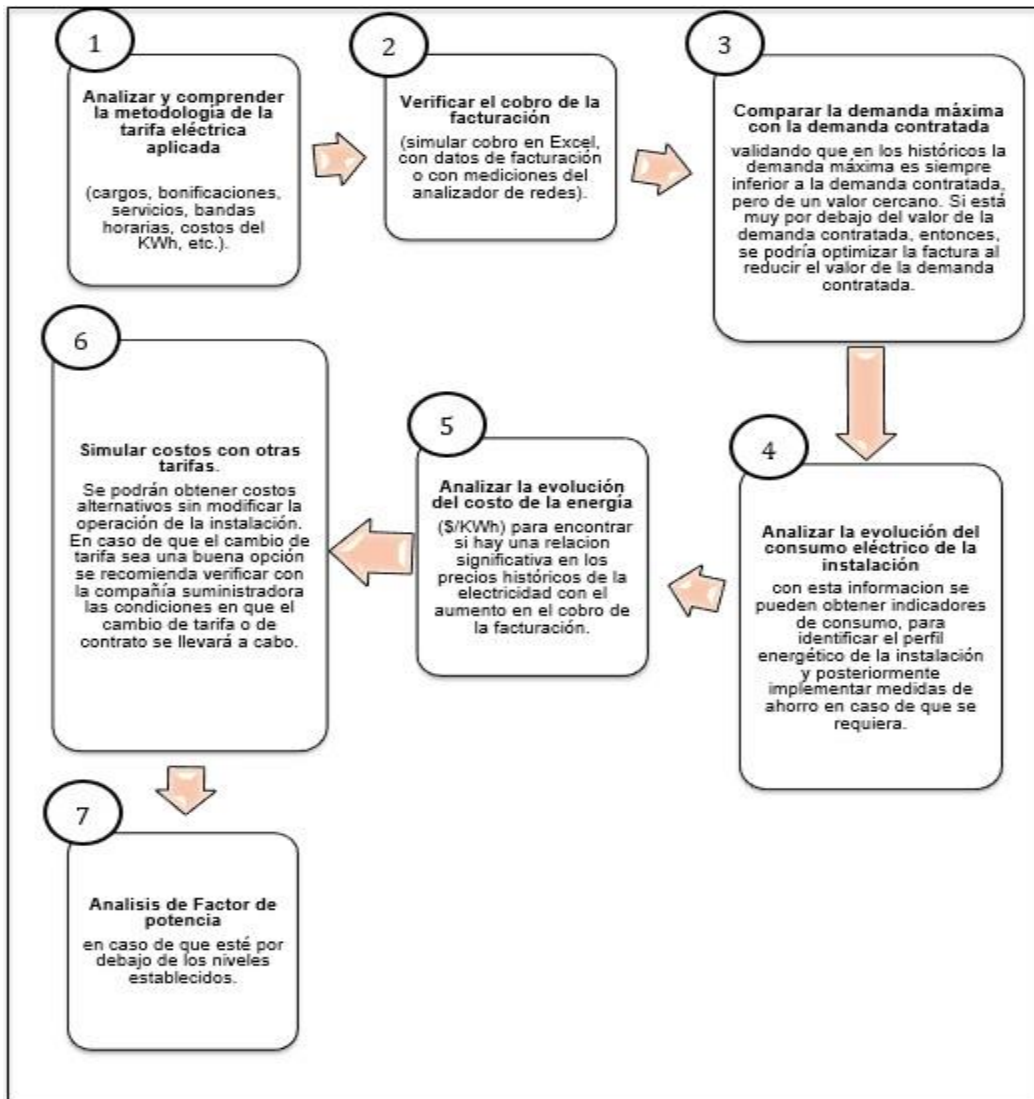 1
Analizar y comprender
la metodología de la
tarifa eléctrica
aplicada
(cargos, bonificaciones,
servicios, bandas
horarias, costos del
KWh, etc.).
2
Verificar el cobro de la
facturación
(simular cobro en Excel,
con datos de facturación
o con mediciones del
analizador de redes).
3
Comparar la demanda máxima
con la demanda contratada
validando que en los históricos la
demanda máxima es siempre
inferior a la demanda contratada,
pero de un valor cercano. Si está
muy por debajo del valor de la
demanda contratada, entonces,
se podría optimizar la factura al
reducir el valor de la demanda
contratada.
4
Analizar la evolución del
consumo eléctrico de la
instalación
con esta informacion se
pueden obtener indicadores
de consumo, para
identificar el perfil
energético de la instalación
y posteriormente
implementar medidas de
ahorro en caso de que se
requiera.
5
Analizar la evolución
del costo de la energía
($/KWh) para encontrar
si hay una relacion
significativa en los
precios históricos de la
electricidad con el
aumento en el cobro de
la facturación.
6
Simular costos con otras
tarifas.
Se podrán obtener costos
alternativos sin modificar la
operación de la instalación.
En caso de que el cambio de
tarifa sea una buena opción
se recomienda verificar con
la compañía suministradora
las condiciones en que el
cambio de tarifa o de
contrato se llevará a cabo.
7
Analisis de Factor de
potencia
en caso de que esté por
debajo de los niveles
establecidos.